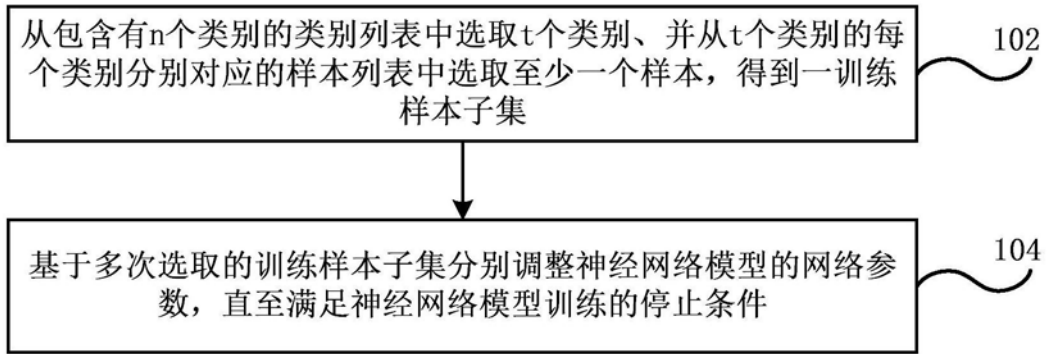 从包含有n个类别的类别列表中选取t个类别、并从t个类别的每
个类别分别对应的样本列表中选取至少一个样本，得到一训练
样本子集
102
基于多次选取的训练样本子集分别调整神经网络模型的网络参
数，直至满足神经网络模型训练的停止条件
104